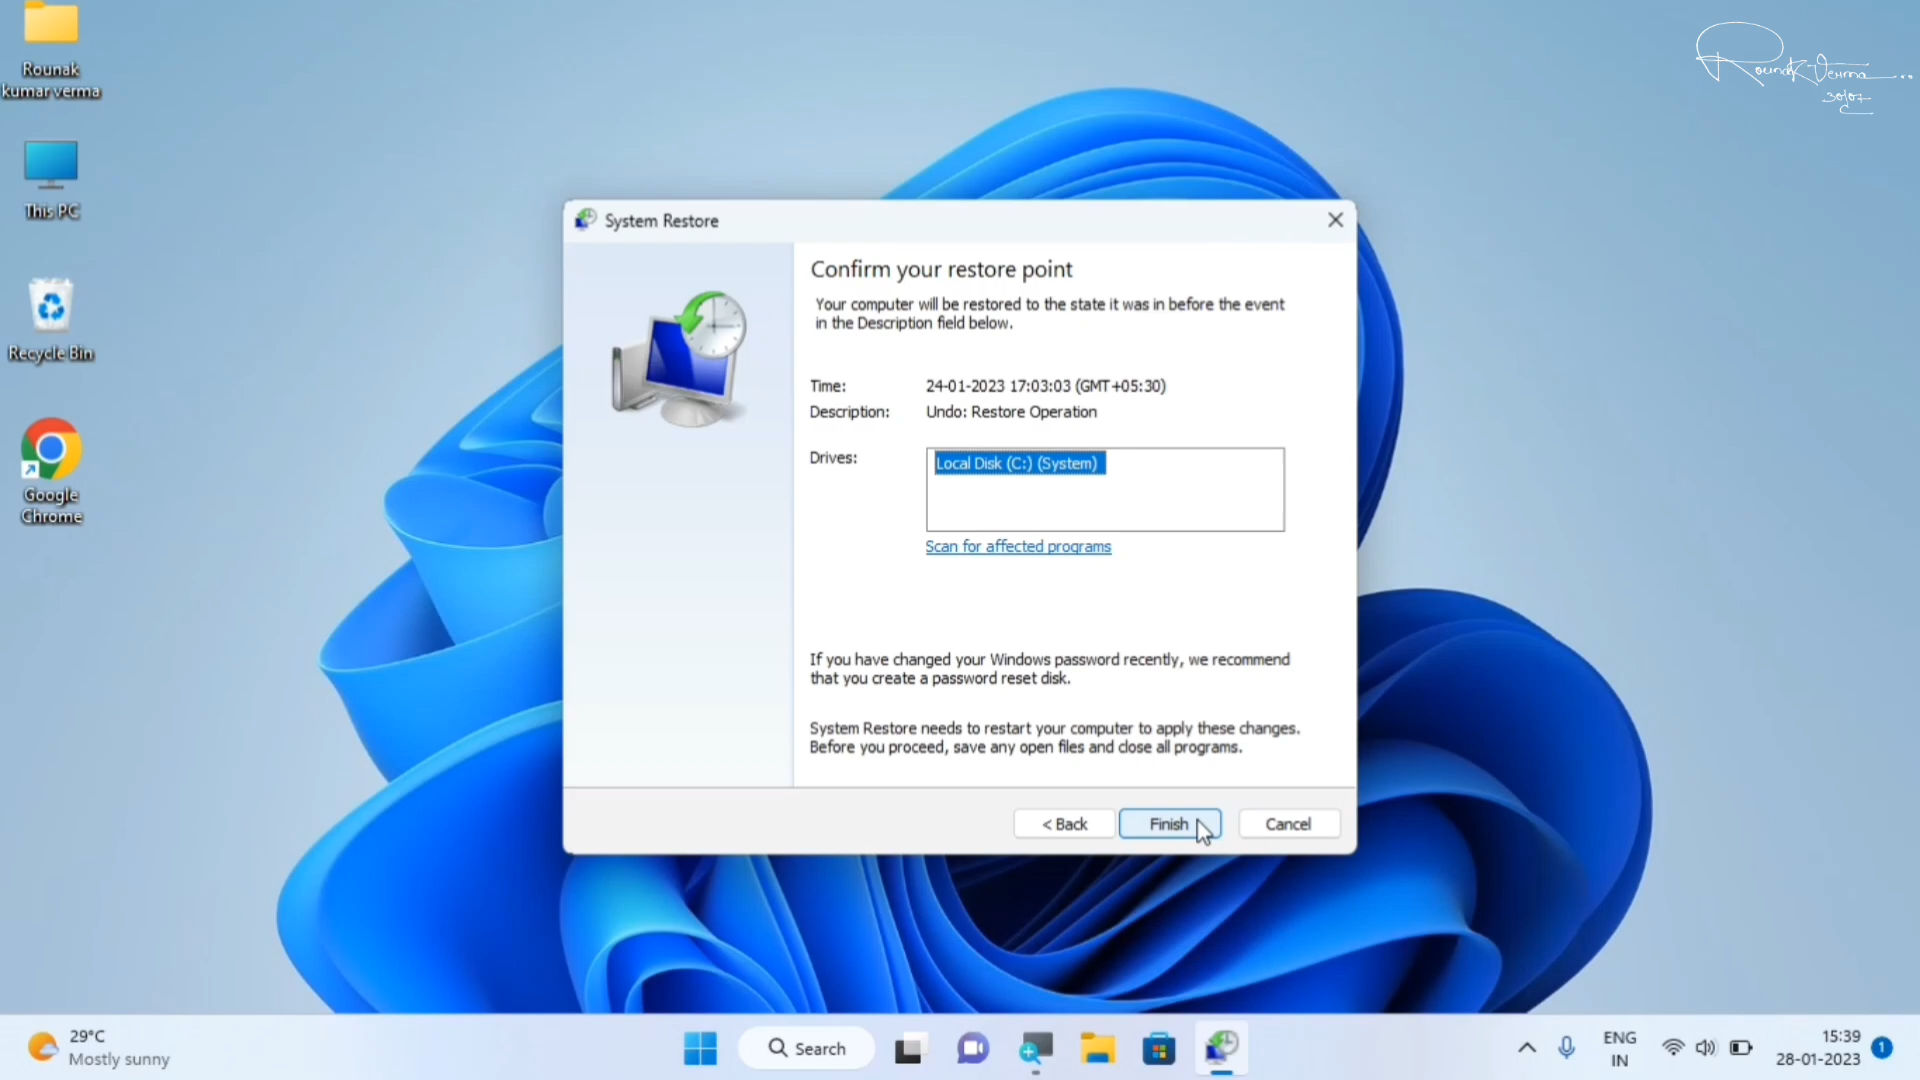 Rounak
kumar verma
This PC
Recycle Bin
Google
Chrome
Rounak Verma...
30/07
System Restore
Confirm your restore point
Your computer will be restored to the state it was in before the event
in the Description field below.
Time: 24-01-2023 17:03:03 (GMT+05:30)
Description: Undo: Restore Operation
Drives: Local Disk (C:) (System)
Scan for affected programs
If you have changed your Windows password recently, we recommend
that you create a password reset disk.
System Restore needs to restart your computer to apply these changes.
Before you proceed, save any open files and close all programs.
< Back Finish Cancel
29°C
Mostly sunny
Search
ENG
IN
15:39
28-01-2023
1